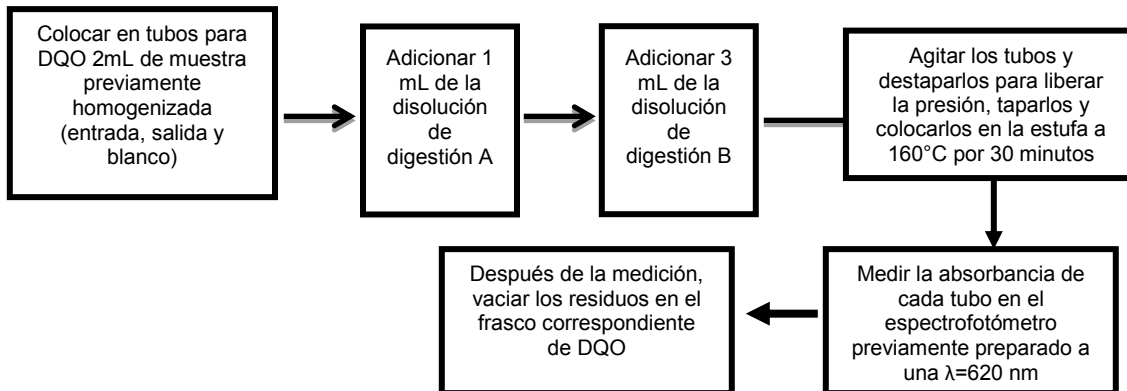 Colocar en tubos para
DQO 2mL de muestra
previamente
homogenizada
(entrada, salida y
blanco)
Adicionar 1
mL de la
disolución
de
digestión A
Adicionar 3
mL de la
disolución
de
digestión B
Agitar los tubos y
destaparlos para liberar
la presión, taparlos y
colocarlos en la estufa a
160°C por 30 minutos
Medir la absorbancia de
cada tubo en el
espectrofotómetro
previamente preparado a
una λ=620 nm
Después de la medición,
vaciar los residuos en el
frasco correspondiente
de DQO